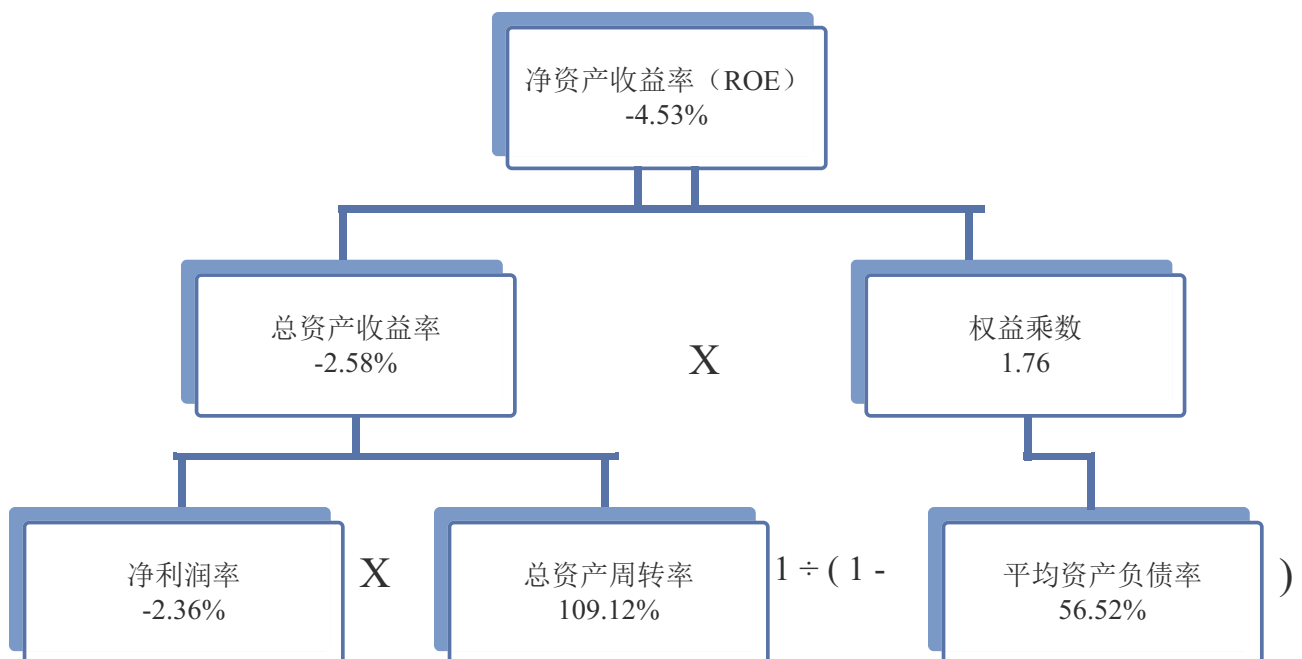 净资产收益率（ROE）
-4.53%
总资产收益率
-2.58%
X
权益乘数
1.76
净利润率
-2.36%
X
总资产周转率
109.12%
1 ÷ ( 1 -
平均资产负债率
56.52%
)